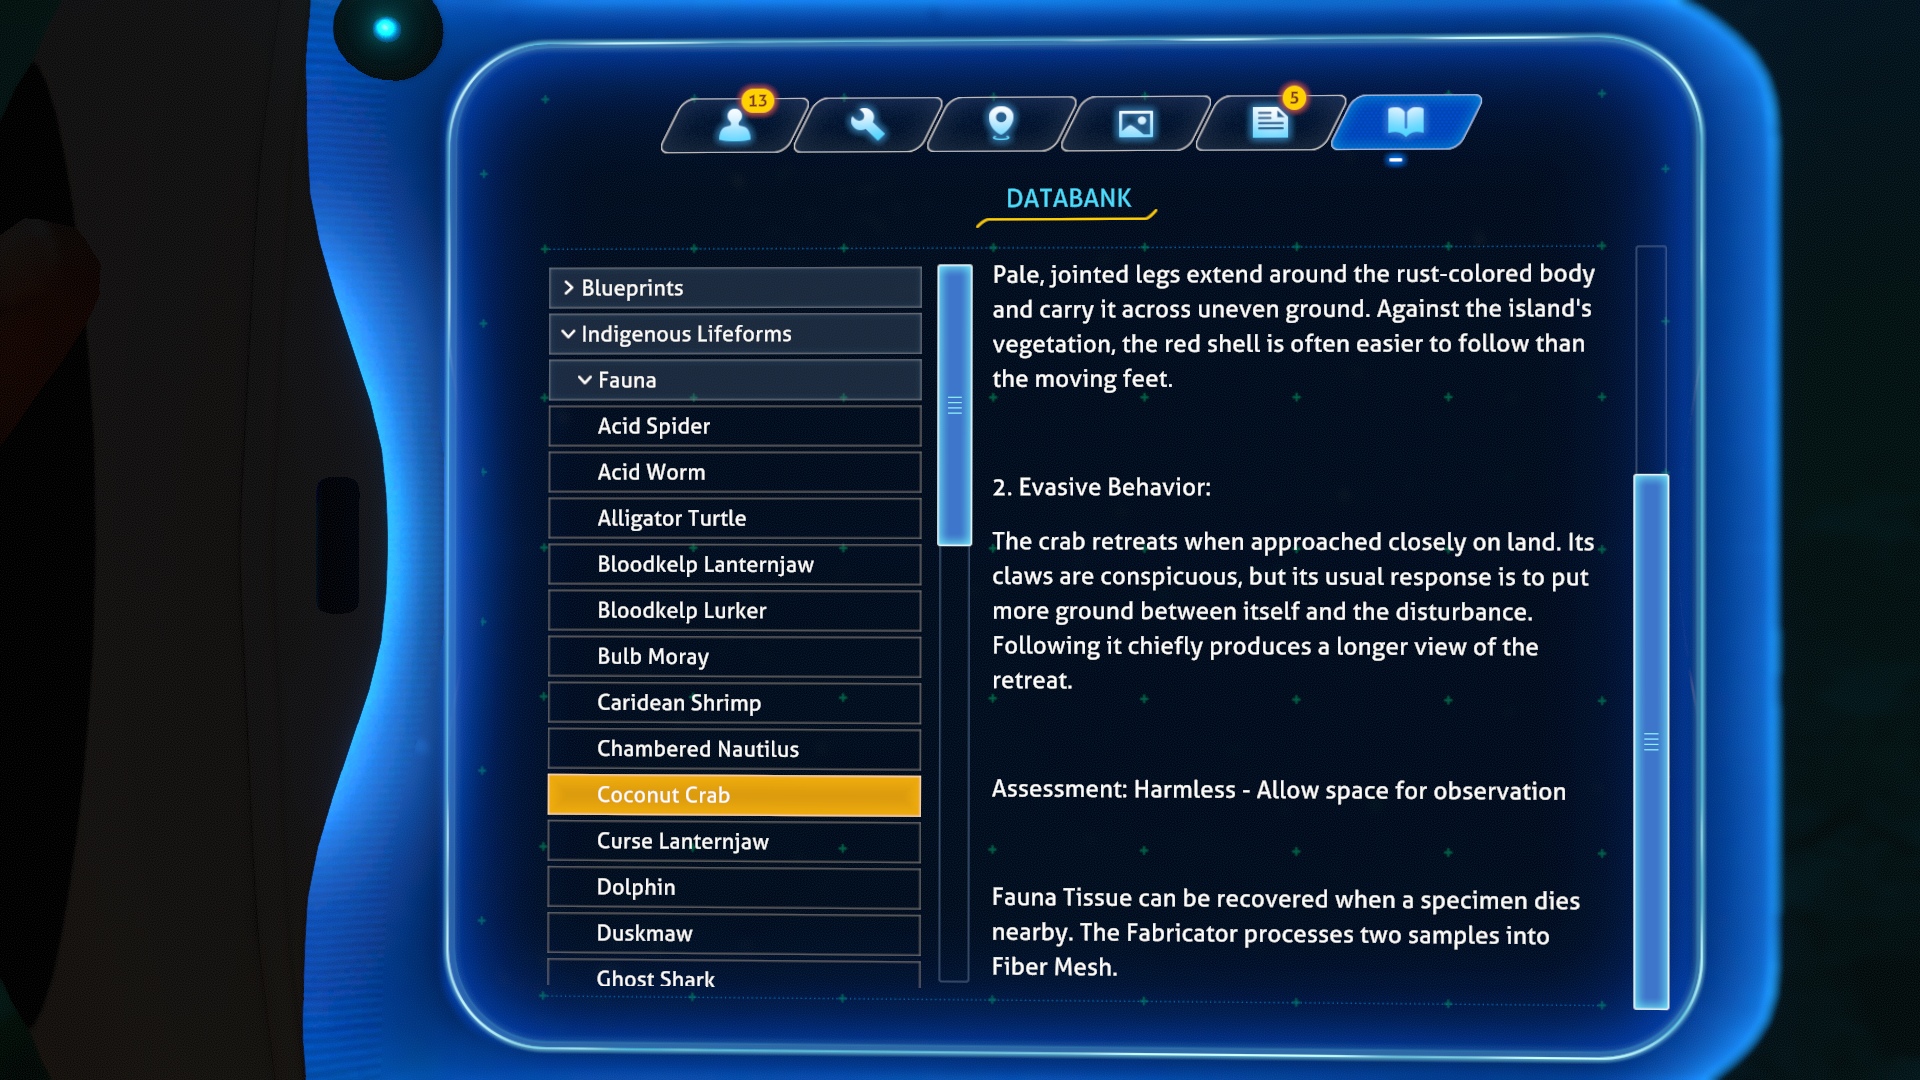 13
5
DATABANK
Blueprints
Indigenous Lifeforms
Fauna
Acid Spider
Acid Worm
Alligator Turtle
Bloodkelp Lanternjaw
Bloodkelp Lurker
Bulb Moray
Caridean Shrimp
Chambered Nautilus
Coconut Crab
Curse Lanternjaw
Dolphin
Duskmaw
Ghost Shark
Pale, jointed legs extend around the rust-colored body
and carry it across uneven ground. Against the island's
vegetation, the red shell is often easier to follow than
the moving feet.
2. Evasive Behavior:
The crab retreats when approached closely on land. Its
claws are conspicuous, but its usual response is to put
more ground between itself and the disturbance.
Following it chiefly produces a longer view of the
retreat.
Assessment: Harmless - Allow space for observation
Fauna Tissue can be recovered when a specimen dies
nearby. The Fabricator processes two samples into
Fiber Mesh.